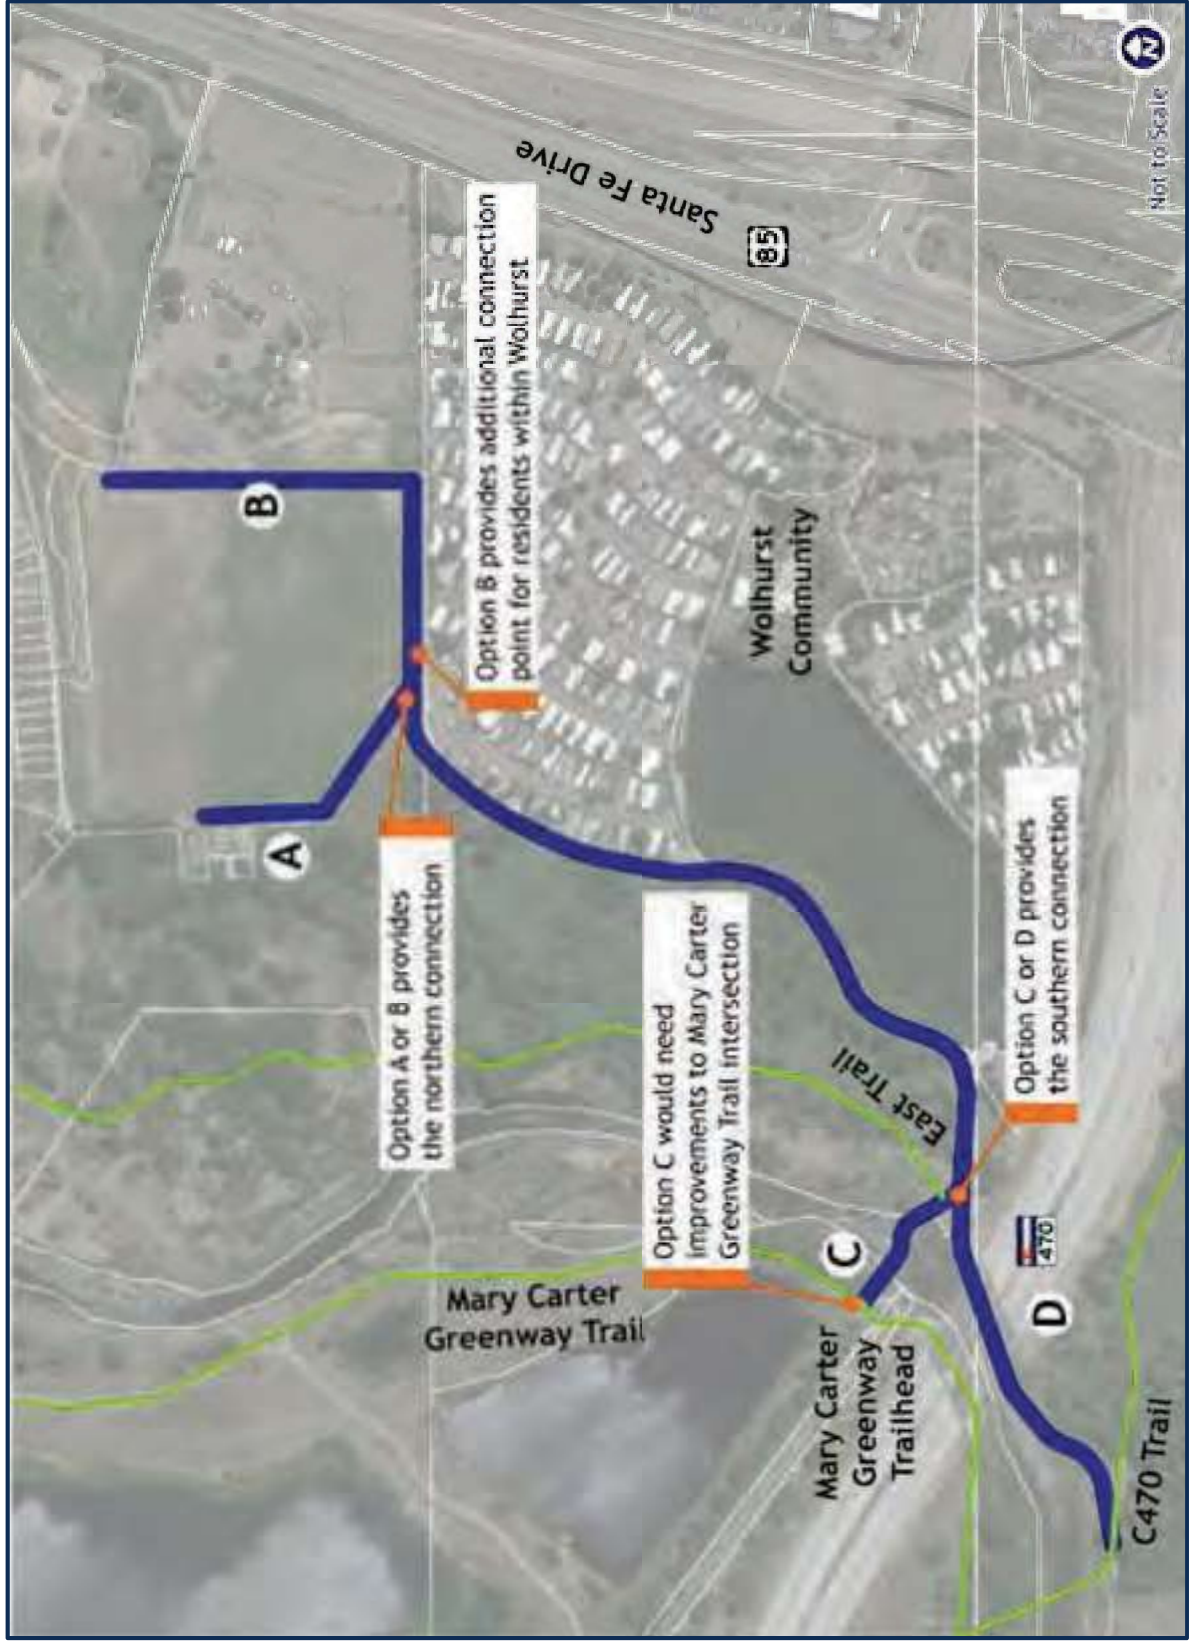 Santa Fe Drive
85
B
Option B provides additional connection
point for residents within Wolhurst
A
Option A or B provides
the northern connection
Wolhurst
Community
Option C would need
improvements to Mary Carter
Greenway Trail intersection
East Trail
Option C or D provides
the southern connection
Mary Carter
Greenway Trail
C
Mary Carter
Greenway
Trailhead
470
D
C470 Trail
N
Not to Scale